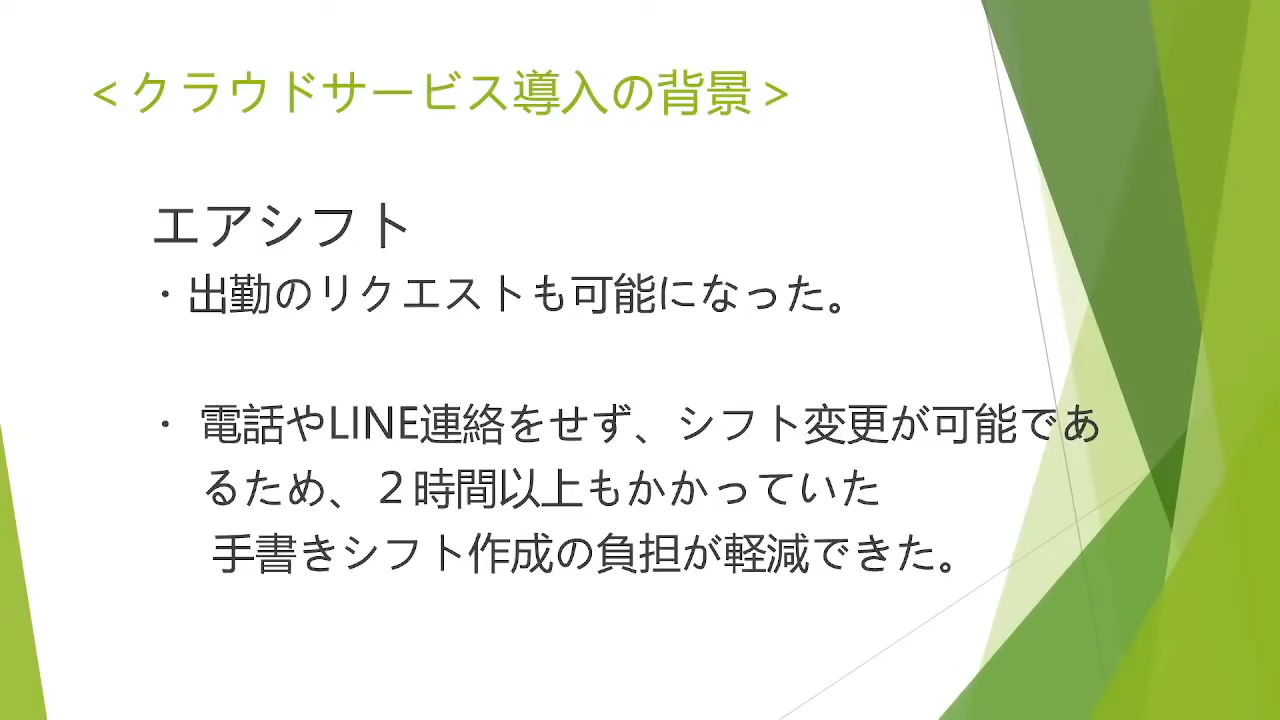 ＜クラウドサービス導入の背景＞
エアシフト
・出勤のリクエストも可能になった。
・ 電話やLINE連絡をせず、シフト変更が可能であ
るため、２時間以上もかかっていた
手書きシフト作成の負担が軽減できた。